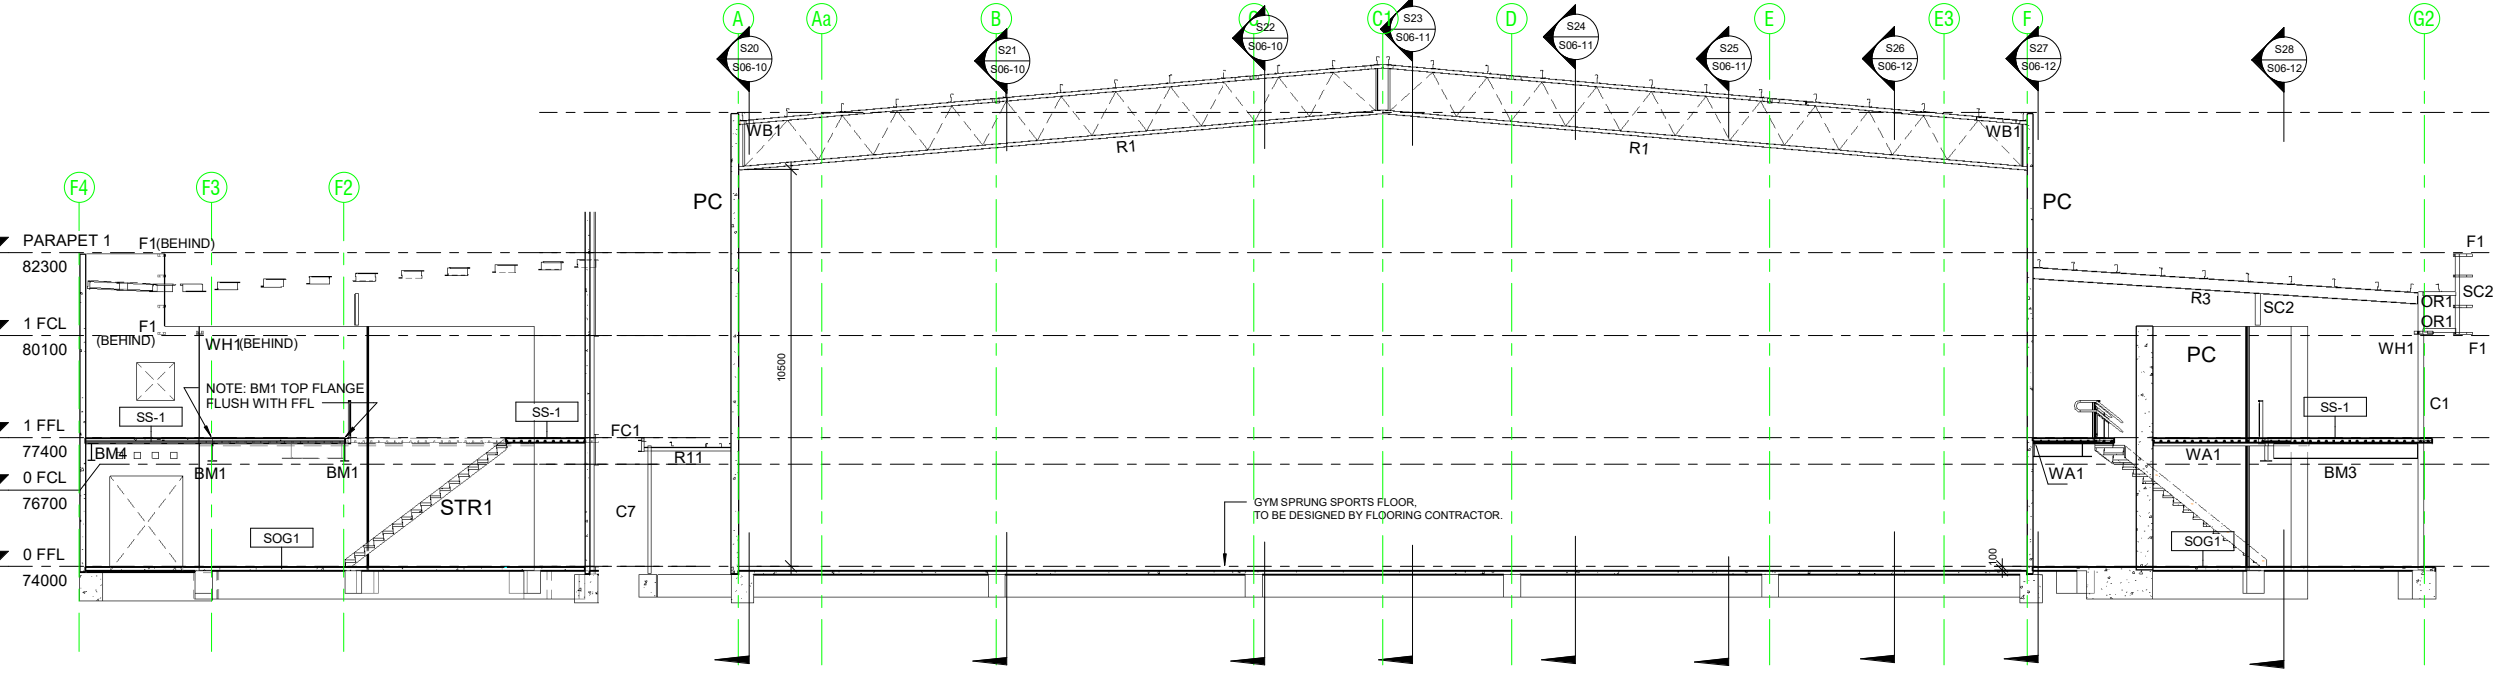 A
Aa
B
C
C1
D
E
E3
F
G2
S20
S06-10
S21
S06-10
S22
S06-10
S23
S06-11
S24
S06-11
S25
S06-11
S26
S06-12
S27
S06-12
S28
S06-12
WB1
R1
R1
WB1
F4
F3
F2
PC
PC
PARAPET 1
82300
F1 (BEHIND)
F1
SC2
OR1
OR1
R3
SC2
1 FCL
80100
F1
(BEHIND)
WH1 (BEHIND)
WH1
F1
PC
10500
NOTE: BM1 TOP FLANGE
FLUSH WITH FFL
SS-1
SS-1
SS-1
C1
1 FFL
77400
FC1
R11
BM4
BM1
BM1
WA1
WA1
BM3
0 FCL
76700
STR1
C7
GYM SPRUNG SPORTS FLOOR,
TO BE DESIGNED BY FLOORING CONTRACTOR.
SOG1
SOG1
0 FFL
74000
100